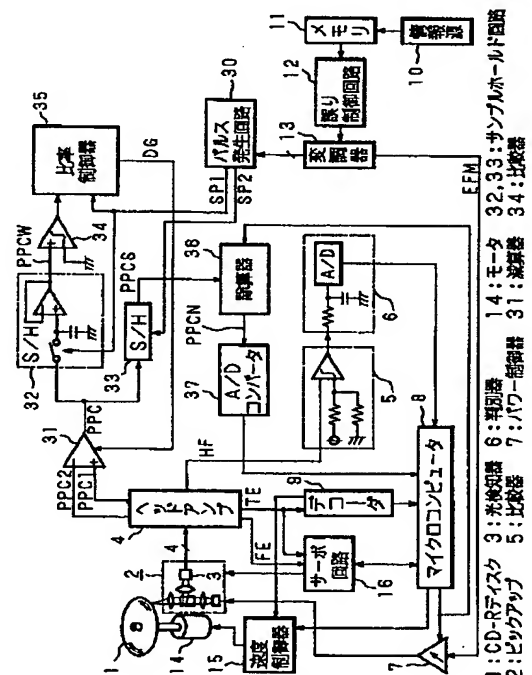 35
比率
制御器
DG
PPCW
34
S/H
32
PPC
31
S/H
33
PPCS
PPC2
PPC1
SP1
SP2
30
パルス
発生回路
11
メモリ
12
誤り
制御回路
13
変調器
情報源
10
EFM
38
除算器
PPCN
37
A/D
コンバータ
HF
A/D
6
5
4
ヘッドアンプ
TE
FE
9
デコーダ
8
マイクロコンピュータ
サーボ
回路
16
4
2
3
1
14
15
速度
制御器
7
1:CD-Rディスク 3:光検知器 6:判別器 14:モータ 32,33:サンプルホールド回路
2:ピックアップ 5:比較器 7:パワー制御器 31:減算器 34:比較器